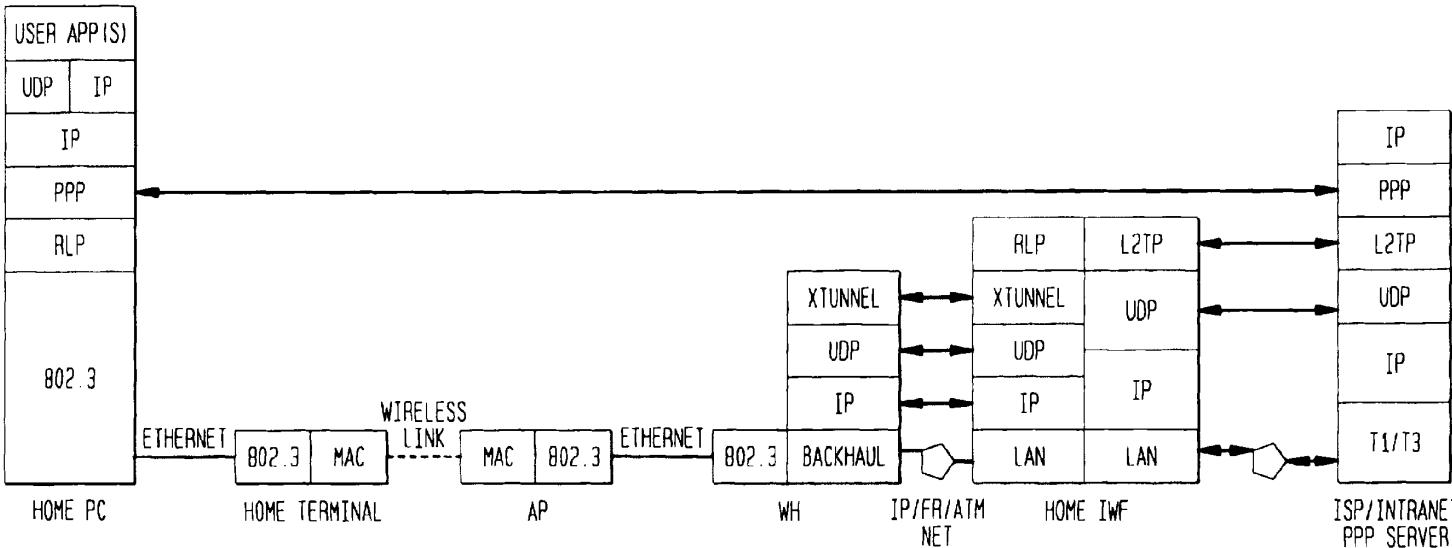 USER APP(S)
UDP IP
IP
PPP
RLP
802.3
HOME PC
ETHERNET
802.3 MAC
HOME TERMINAL
WIRELESS
LINK
MAC 802.3
AP
ETHERNET
802.3 BACKHAUL
IP
UDP
XTUNNEL
WH
IP/FR/ATM
NET
RLP L2TP
XTUNNEL UDP
UDP
IP IP
LAN LAN
HOME IWF
IP
PPP
L2TP
UDP
IP
T1/T3
ISP/INTRANET
PPP SERVER